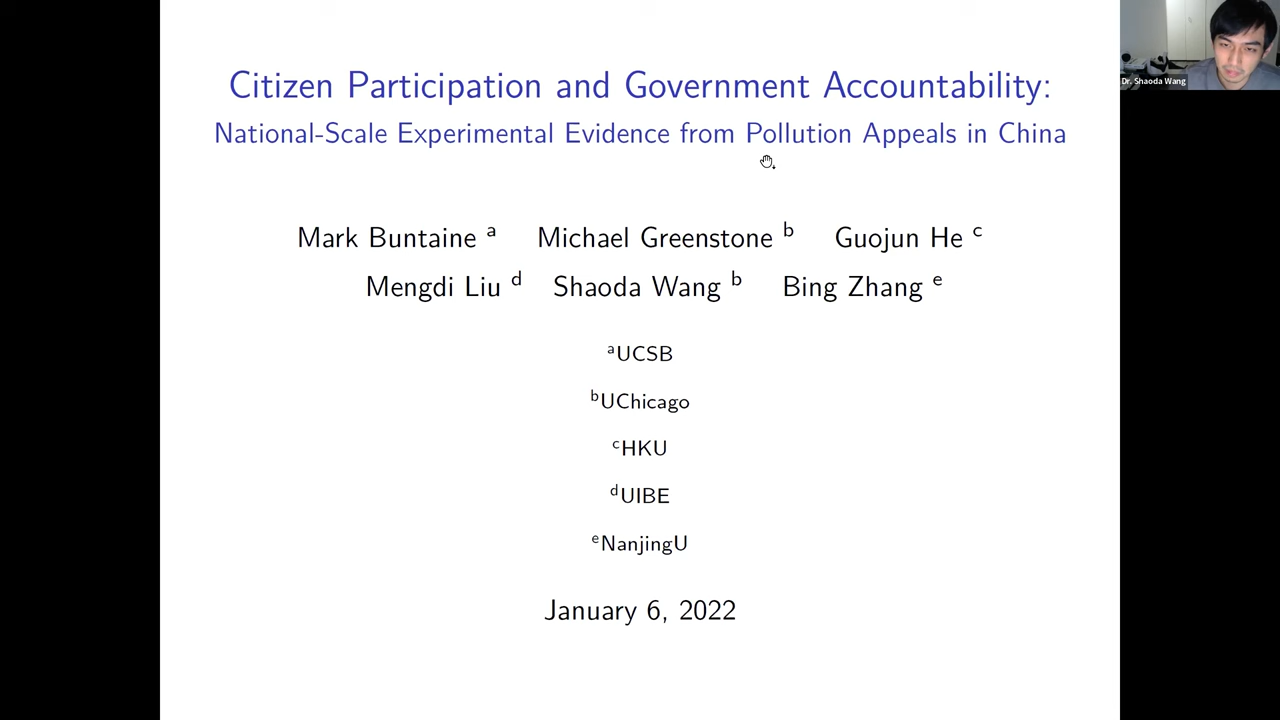 Citizen Participation and Government Accountability:
National-Scale Experimental Evidence from Pollution Appeals in China
Mark Buntaine a Michael Greenstone b Guojun He c
Mengdi Liu d Shaoda Wang b Bing Zhang e
aUCSB
bUChicago
cHKU
dUIBE
eNanjingU
January 6, 2022
Dr. Shaoda Wang